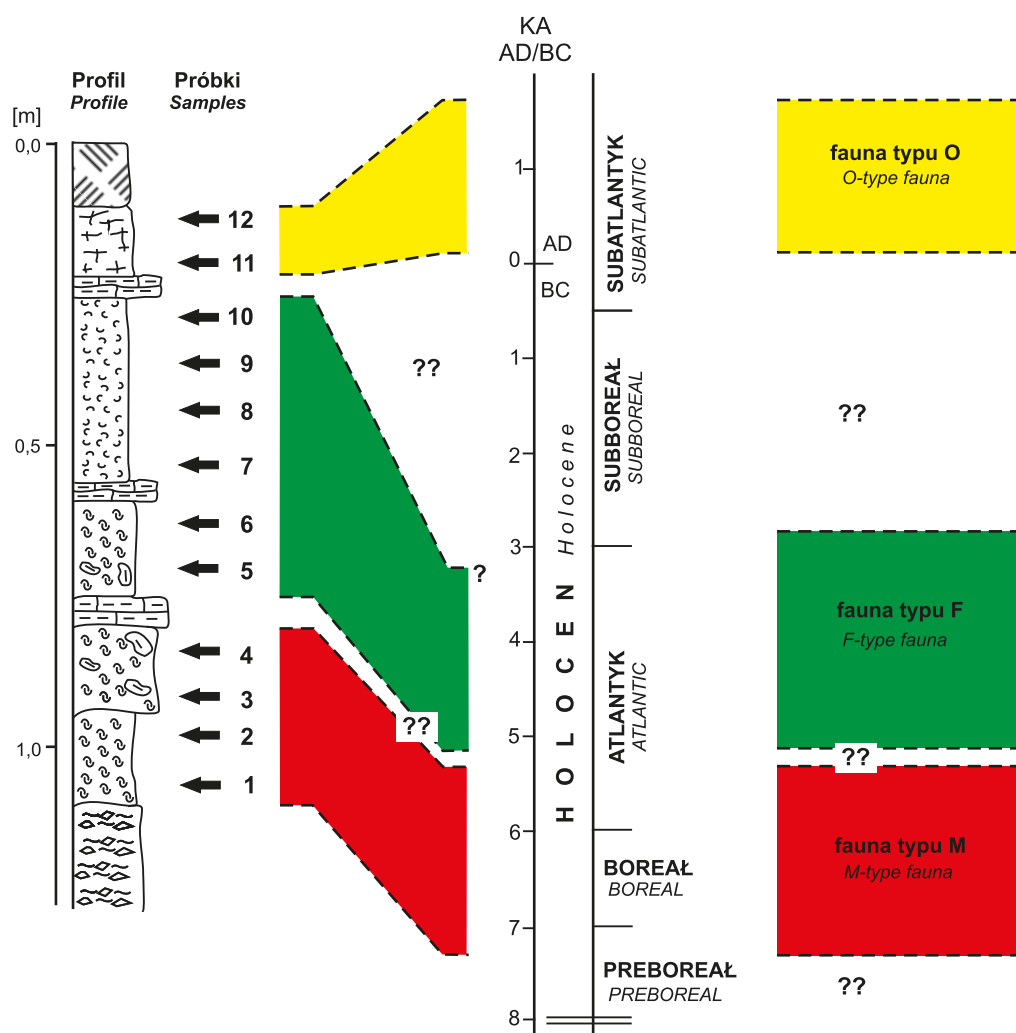 KA
AD/BC
Profil
Profile
Próbki
Samples
[m]
0,0
0,5
1,0
12
11
10
9
8
7
6
5
4
3
2
1
??
?
??
1
0
AD
BC
1
2
3
4
5
6
7
8
HOLOCEN Holocene
SUBATLANTYK
SUBATLANTIC
SUBBOREAŁ
SUBBOREAL
ATLANTYK
ATLANTIC
BOREAŁ
BOREAL
PREBOREAŁ
PREBOREAL
fauna typu O
O-type fauna
??
fauna typu F
F-type fauna
??
fauna typu M
M-type fauna
??